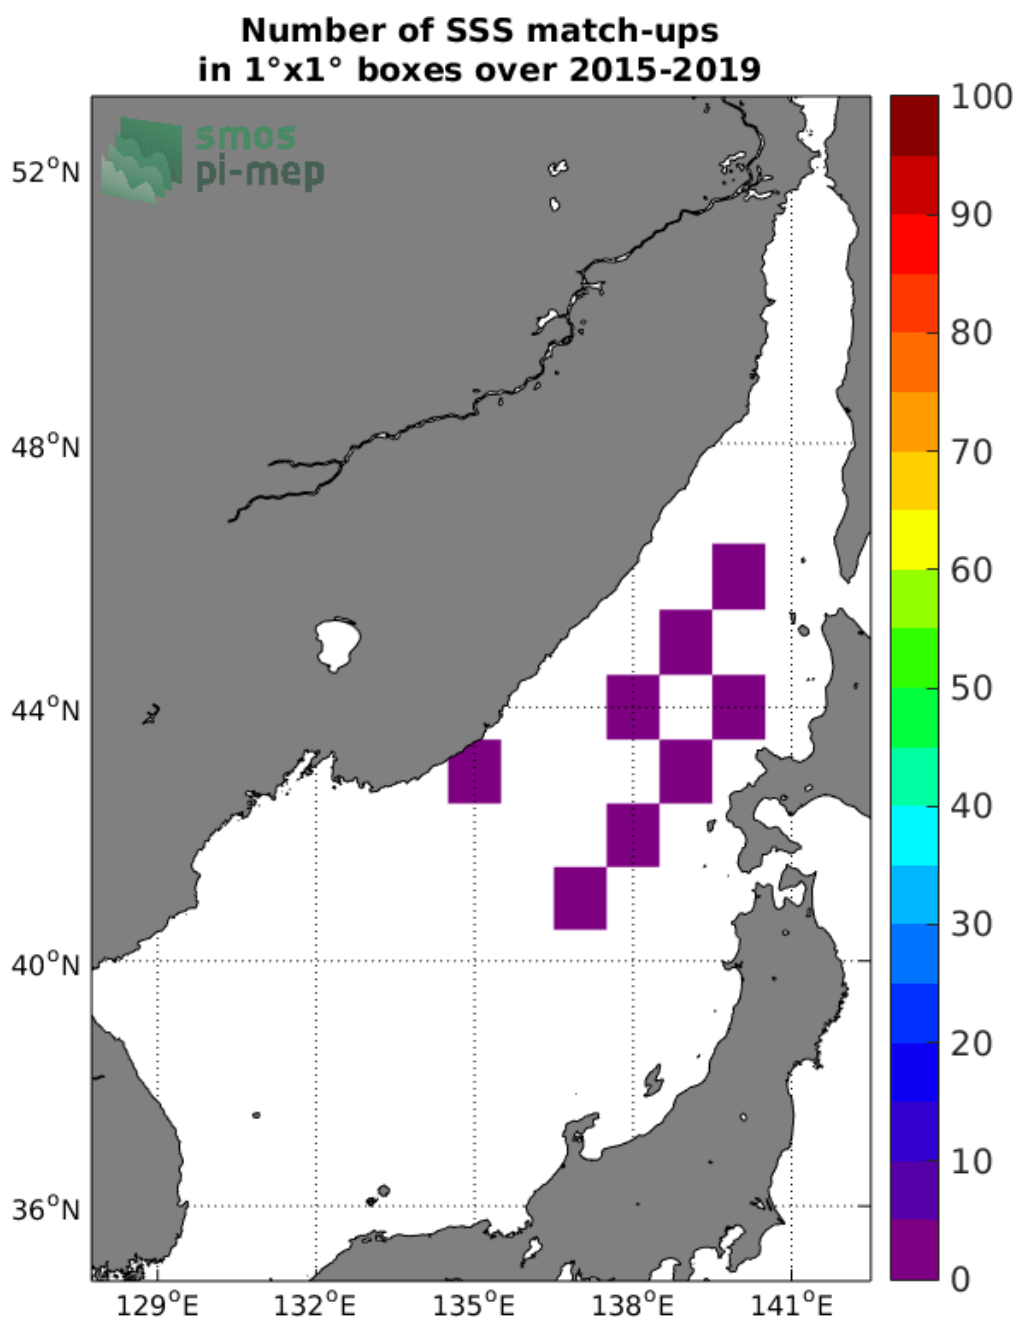 Number of SSS match-ups
in 1°x1° boxes over 2015-2019
smos
pi-mep
52°N
48°N
44°N
40°N
36°N
129°E 132°E 135°E 138°E 141°E
100
90
80
70
60
50
40
30
20
10
0